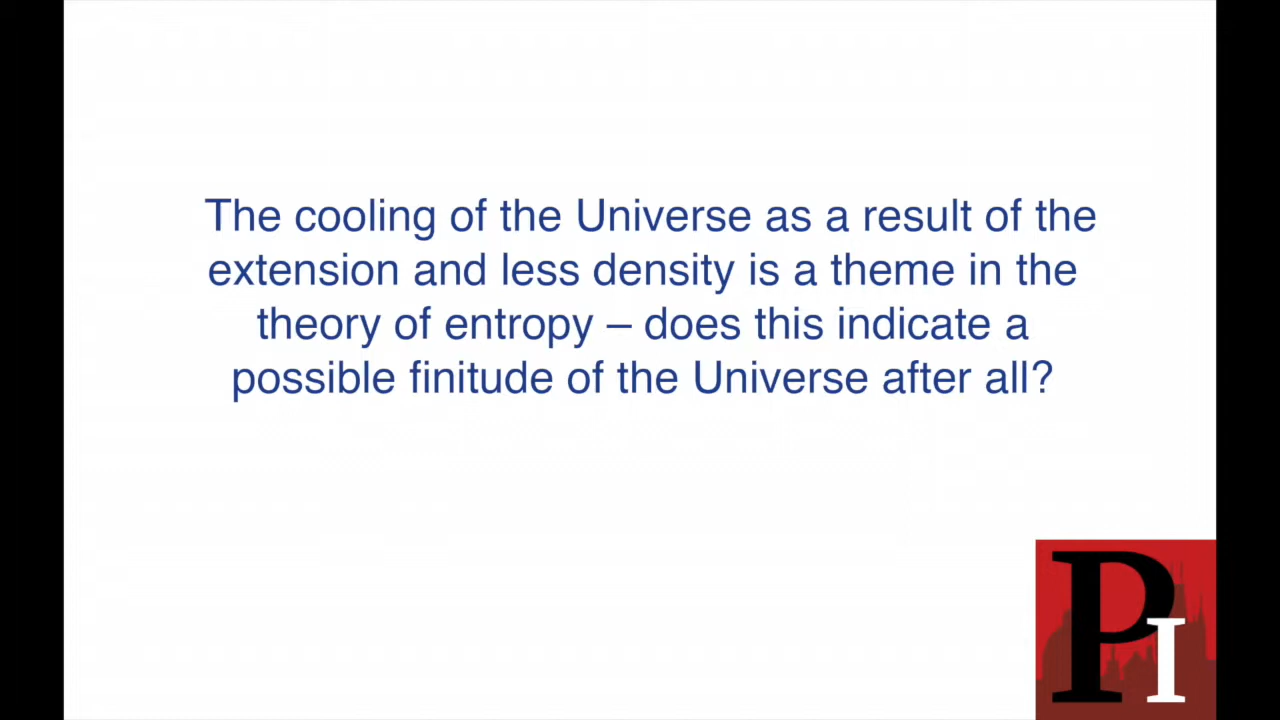 The cooling of the Universe as a result of the
extension and less density is a theme in the
theory of entropy – does this indicate a
possible finitude of the Universe after all?
PI